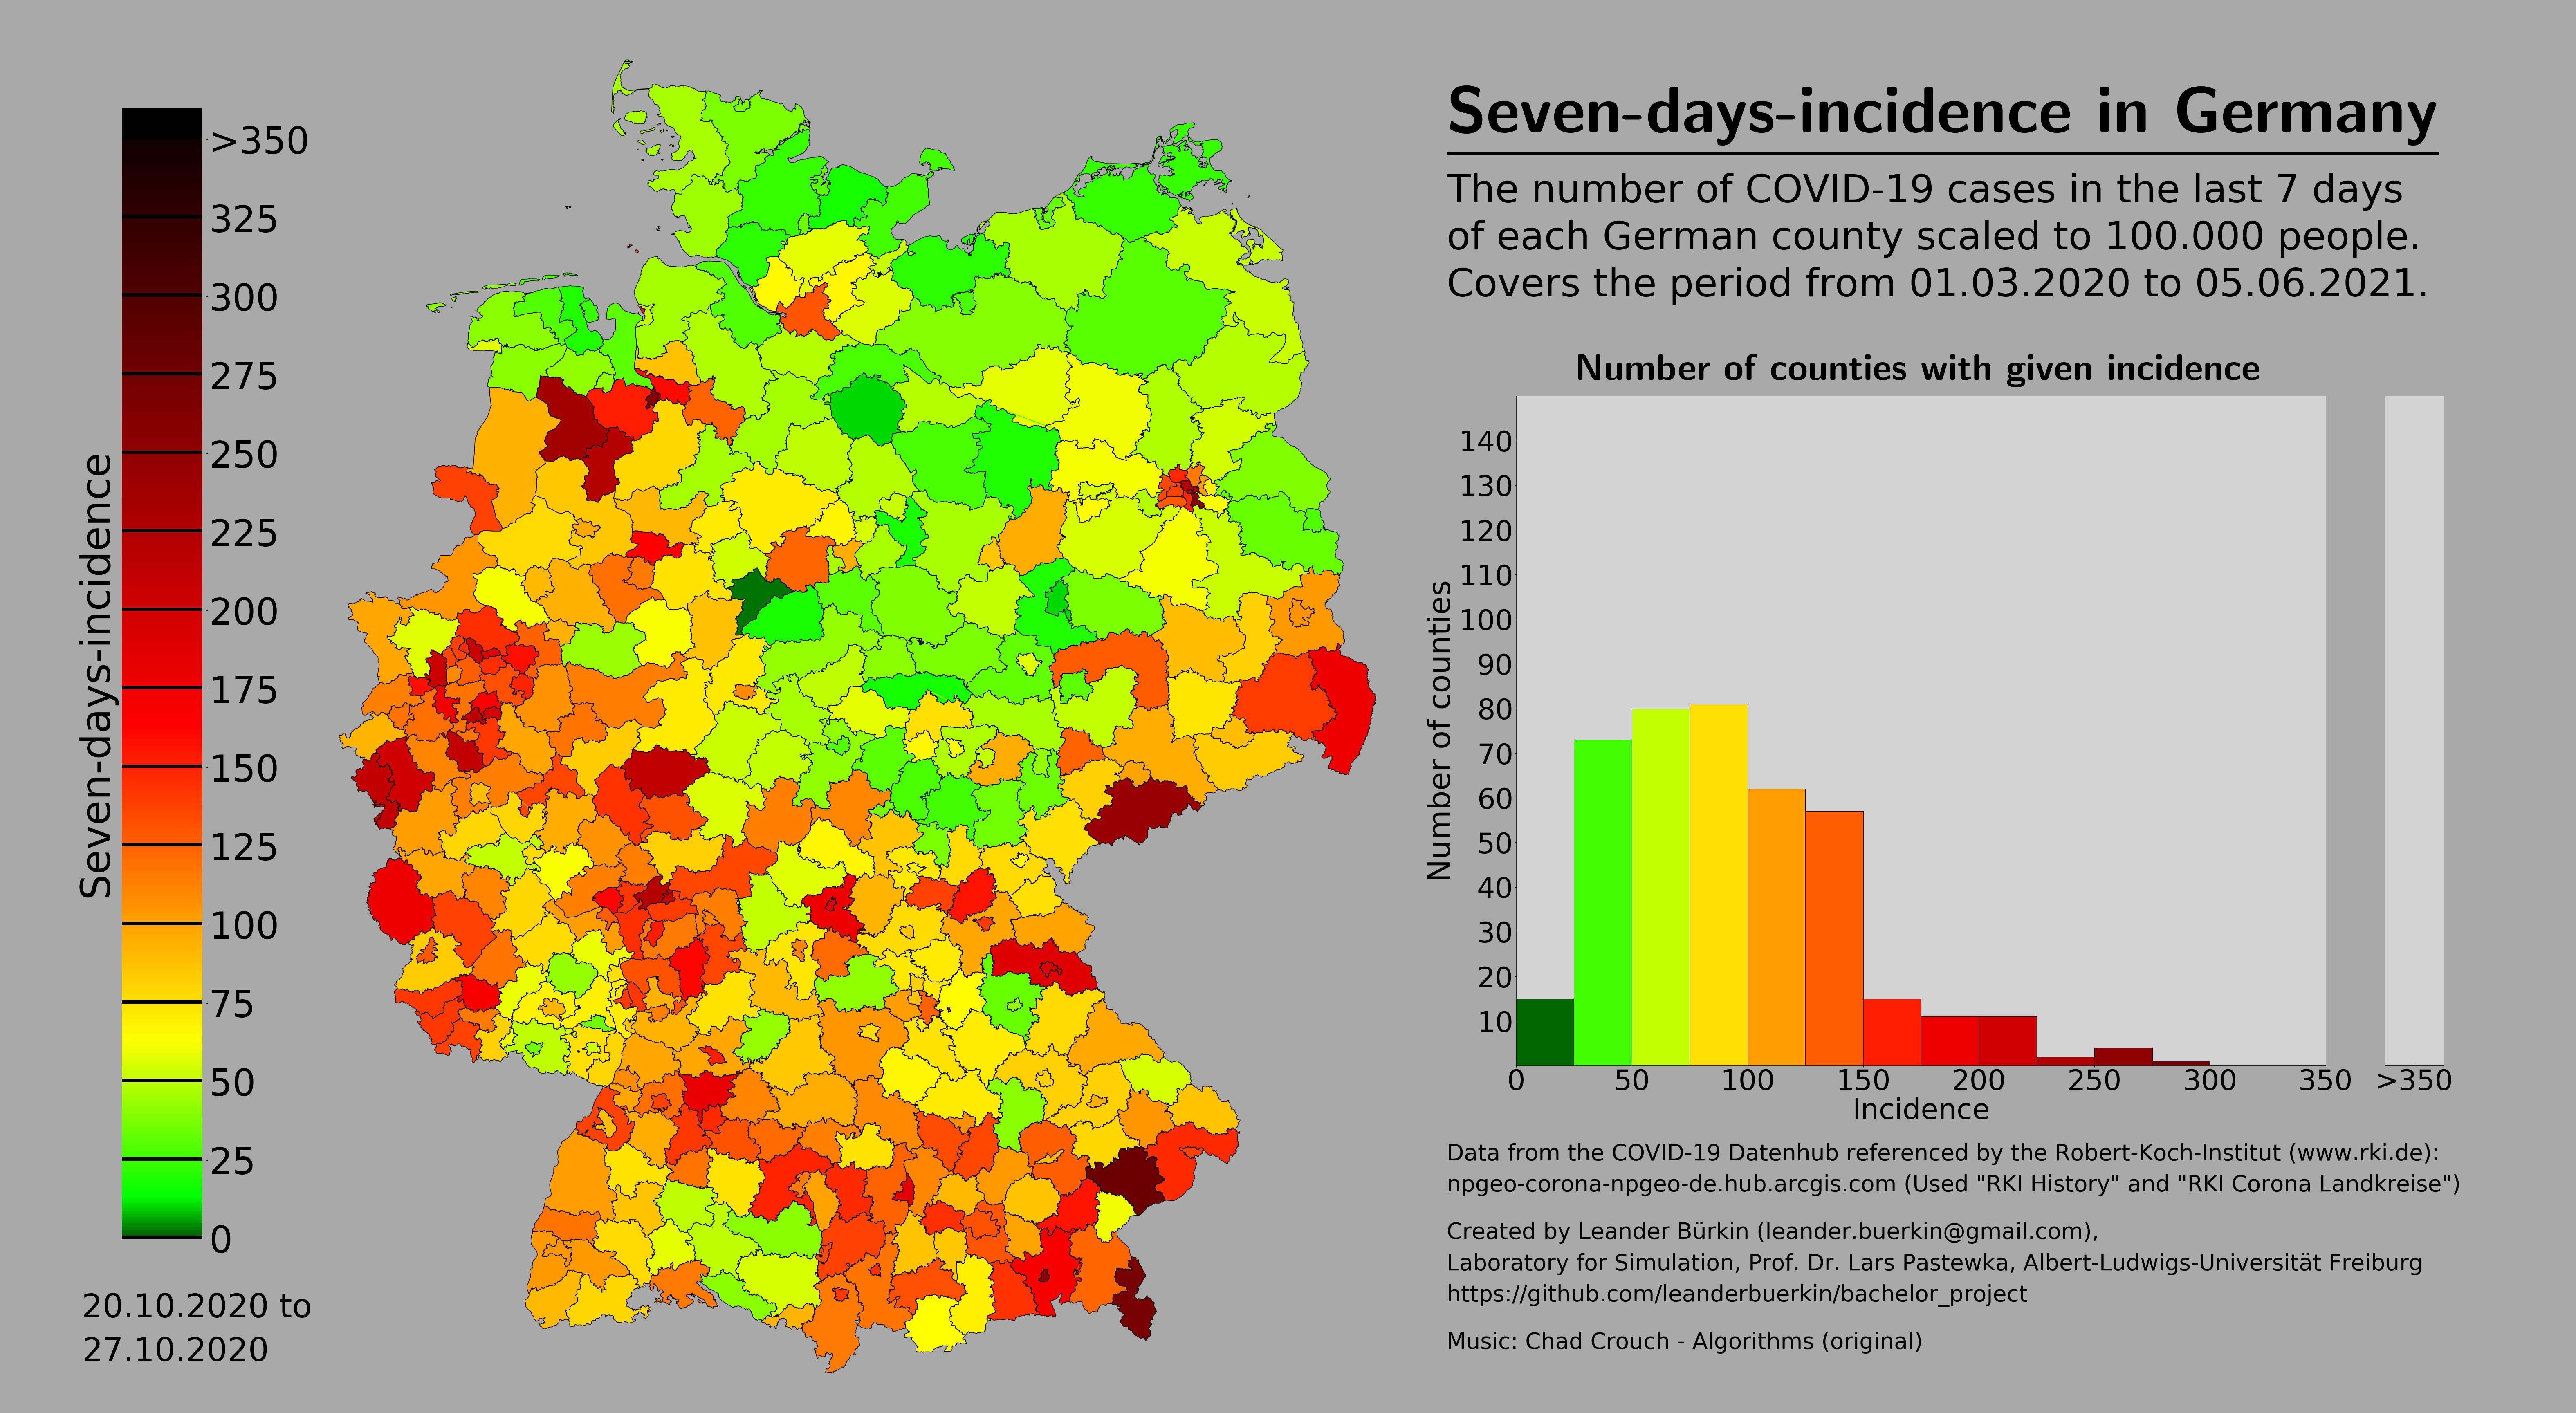 Seven-days-incidence in Germany
The number of COVID-19 cases in the last 7 days
of each German county scaled to 100.000 people.
Covers the period from 01.03.2020 to 05.06.2021.
>350
325
300
275
250
225
200
175
150
125
100
75
50
25
0
Seven-days-incidence
20.10.2020 to
27.10.2020
Number of counties with given incidence
140
130
120
110
100
90
80
70
60
50
40
30
20
10
Number of counties
0 50 100 150 200 250 300 350 >350
Incidence
Data from the COVID-19 Datenhub referenced by the Robert-Koch-Institut (www.rki.de):
npgeo-corona-npgeo-de.hub.arcgis.com (Used "RKI History" and "RKI Corona Landkreise")
Created by Leander Bürkin (leander.buerkin@gmail.com),
Laboratory for Simulation, Prof. Dr. Lars Pastewka, Albert-Ludwigs-Universität Freiburg
https://github.com/leanderbuerkin/bachelor_project
Music: Chad Crouch - Algorithms (original)